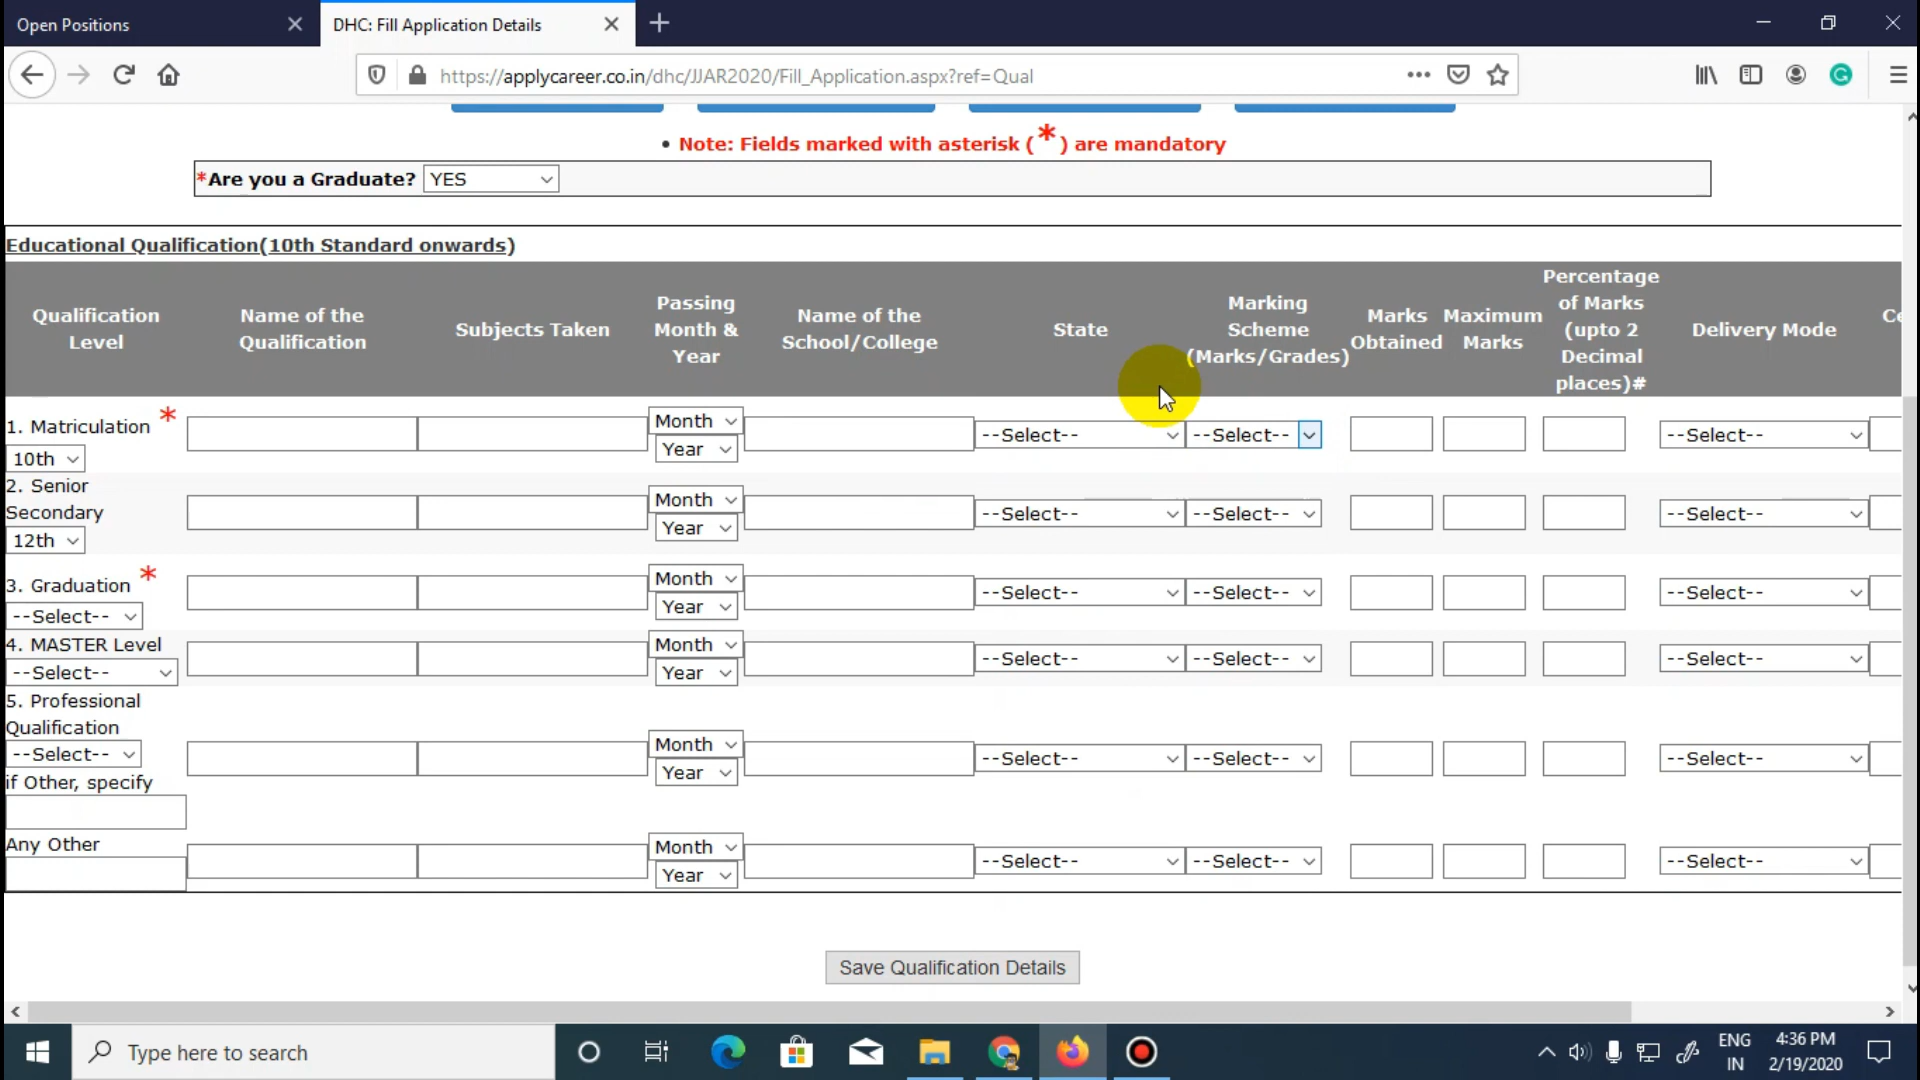 Open Positions
DHC: Fill Application Details
https://applycareer.co.in/dhc/JJAR2020/Fill_Application.aspx?ref=Qual
• Note: Fields marked with asterisk (*) are mandatory
*Are you a Graduate? YES
Educational Qualification(10th Standard onwards)
Qualification Level
Name of the Qualification
Subjects Taken
Passing Month & Year
Name of the School/College
State
Marking Scheme (Marks/Grades)
Marks Obtained
Maximum Marks
Percentage of Marks (upto 2 Decimal places)#
Delivery Mode
1. Matriculation *
10th
Month
Year
--Select--
--Select--
--Select--
2. Senior Secondary
12th
Month
Year
--Select--
--Select--
--Select--
3. Graduation *
--Select--
Month
Year
--Select--
--Select--
--Select--
4. MASTER Level
--Select--
Month
Year
--Select--
--Select--
--Select--
5. Professional Qualification
--Select--
if Other, specify
Month
Year
--Select--
--Select--
--Select--
Any Other
Month
Year
--Select--
--Select--
--Select--
Save Qualification Details
Type here to search
ENG
IN
4:36 PM
2/19/2020